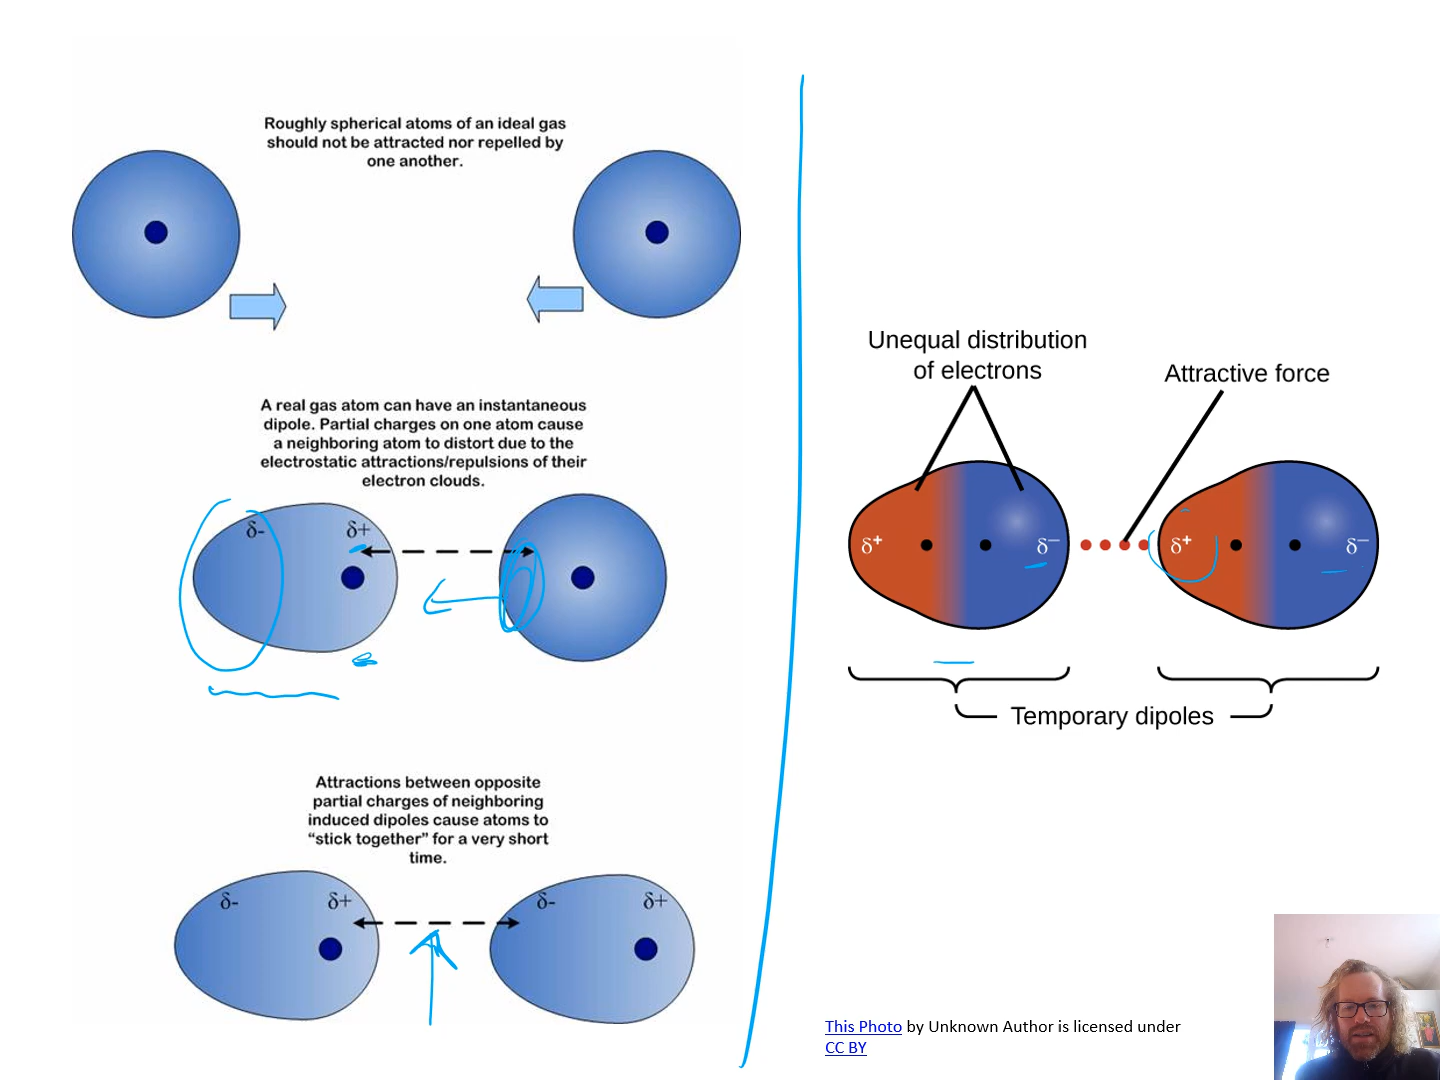 Roughly spherical atoms of an ideal gas
should not be attracted nor repelled by
one another.
A real gas atom can have an instantaneous
dipole. Partial charges on one atom cause
a neighboring atom to distort due to the
electrostatic attractions/repulsions of their
electron clouds.
δ-
δ+
Attractions between opposite
partial charges of neighboring
induced dipoles cause atoms to
“stick together” for a very short
time.
δ-
δ+
δ-
δ+
Unequal distribution
of electrons
Attractive force
δ+
δ−
δ+
δ−
Temporary dipoles
This Photo by Unknown Author is licensed under
CC BY